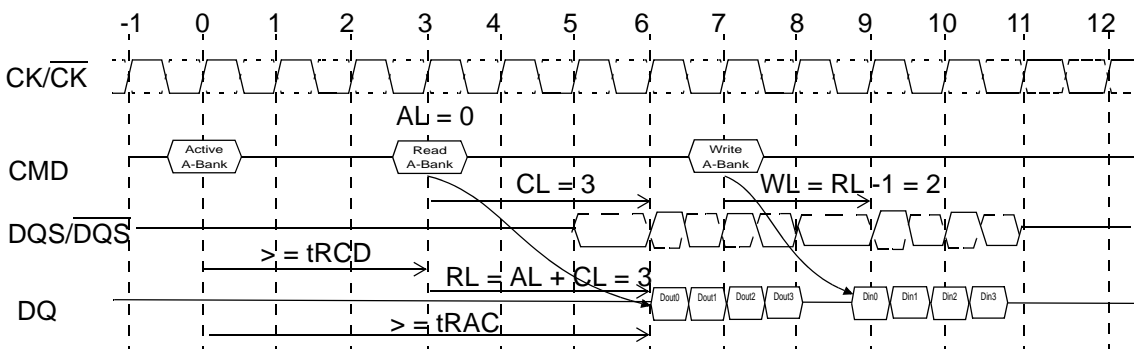 -1 0 1 2 3 4 5 6 7 8 9 10 11 12
CK/CK
AL = 0
Active
A-Bank
Read
A-Bank
Write
A-Bank
CMD
CL = 3
WL = RL -1 = 2
DQS/DQS
> = tRCD
RL = AL + CL = 3
DQ
Dout0 Dout1 Dout2 Dout3 Din0 Din1 Din2 Din3
> = tRAC